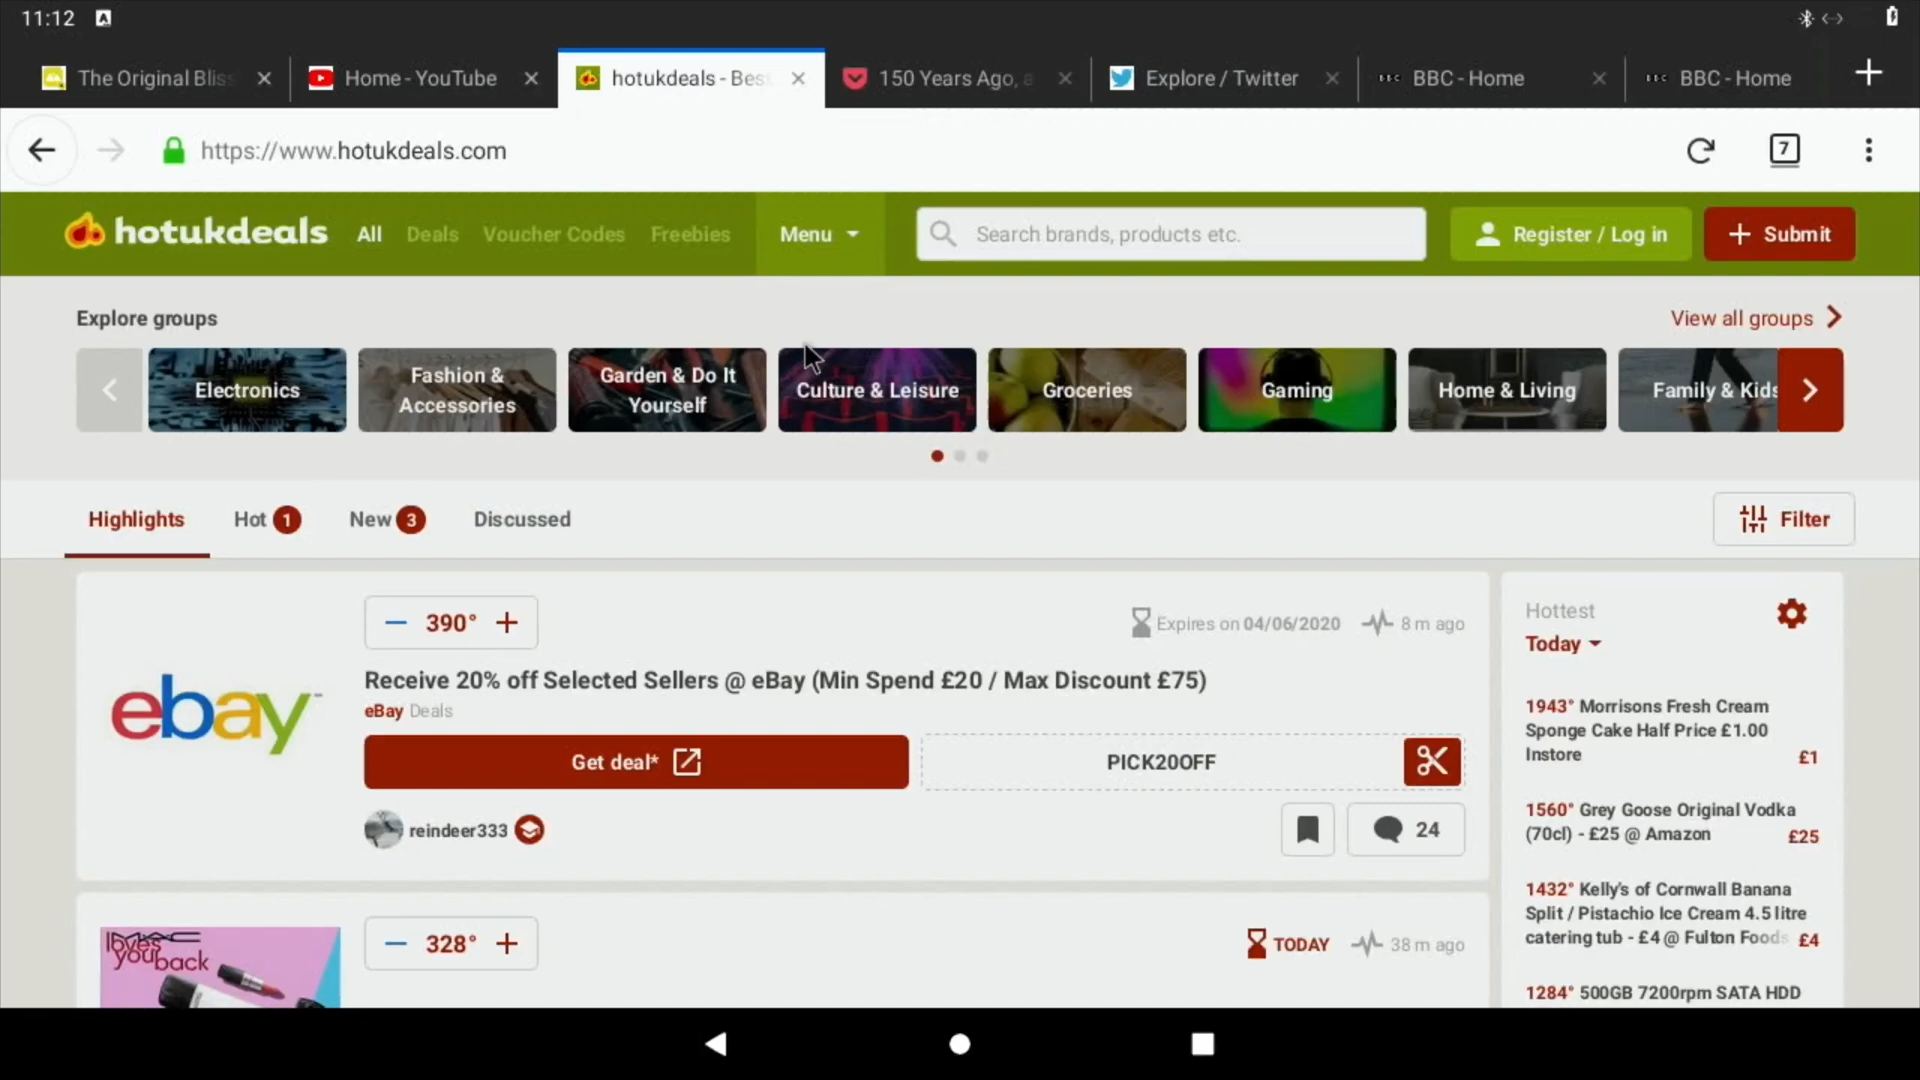 11:12
The Original Blis
Home - YouTube
hotukdeals - Bes
150 Years Ago, a
Explore / Twitter
BBC - Home
BBC - Home
https://www.hotukdeals.com
7
hotukdeals
All
Deals
Voucher Codes
Freebies
Menu
Search brands, products etc.
Register / Log in
Submit
Explore groups
View all groups
Electronics
Fashion &
Accessories
Garden & Do It
Yourself
Culture & Leisure
Groceries
Gaming
Home & Living
Family & Kids
Highlights
Hot 1
New 3
Discussed
Filter
ebay
390°
Expires on 04/06/2020
8 m ago
Receive 20% off Selected Sellers @ eBay (Min Spend £20 / Max Discount £75)
eBay Deals
Get deal*
PICK20OFF
reindeer333
24
MAC
loves
you back
328°
TODAY
38 m ago
Hottest
Today
1943° Morrisons Fresh Cream
Sponge Cake Half Price £1.00
Instore
£1
1560° Grey Goose Original Vodka
(70cl) - £25 @ Amazon
£25
1432° Kelly's of Cornwall Banana
Split / Pistachio Ice Cream 4.5 litre
catering tub - £4 @ Fulton Foods
£4
1284° 500GB 7200rpm SATA HDD